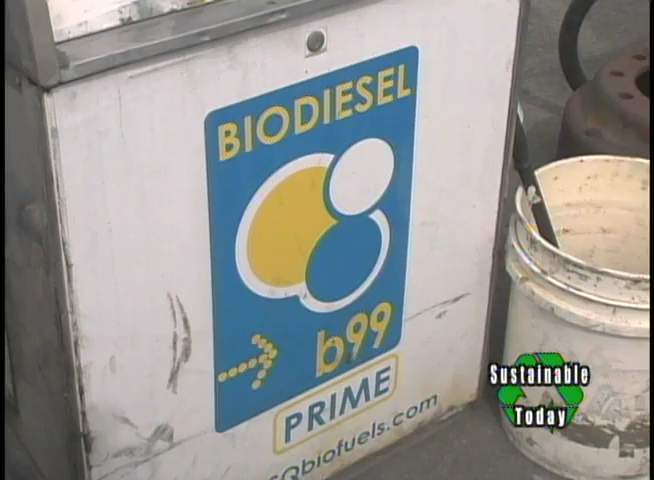 BIODIESEL
b99
PRIME
Qbiofuels.com
Sustainable
Today